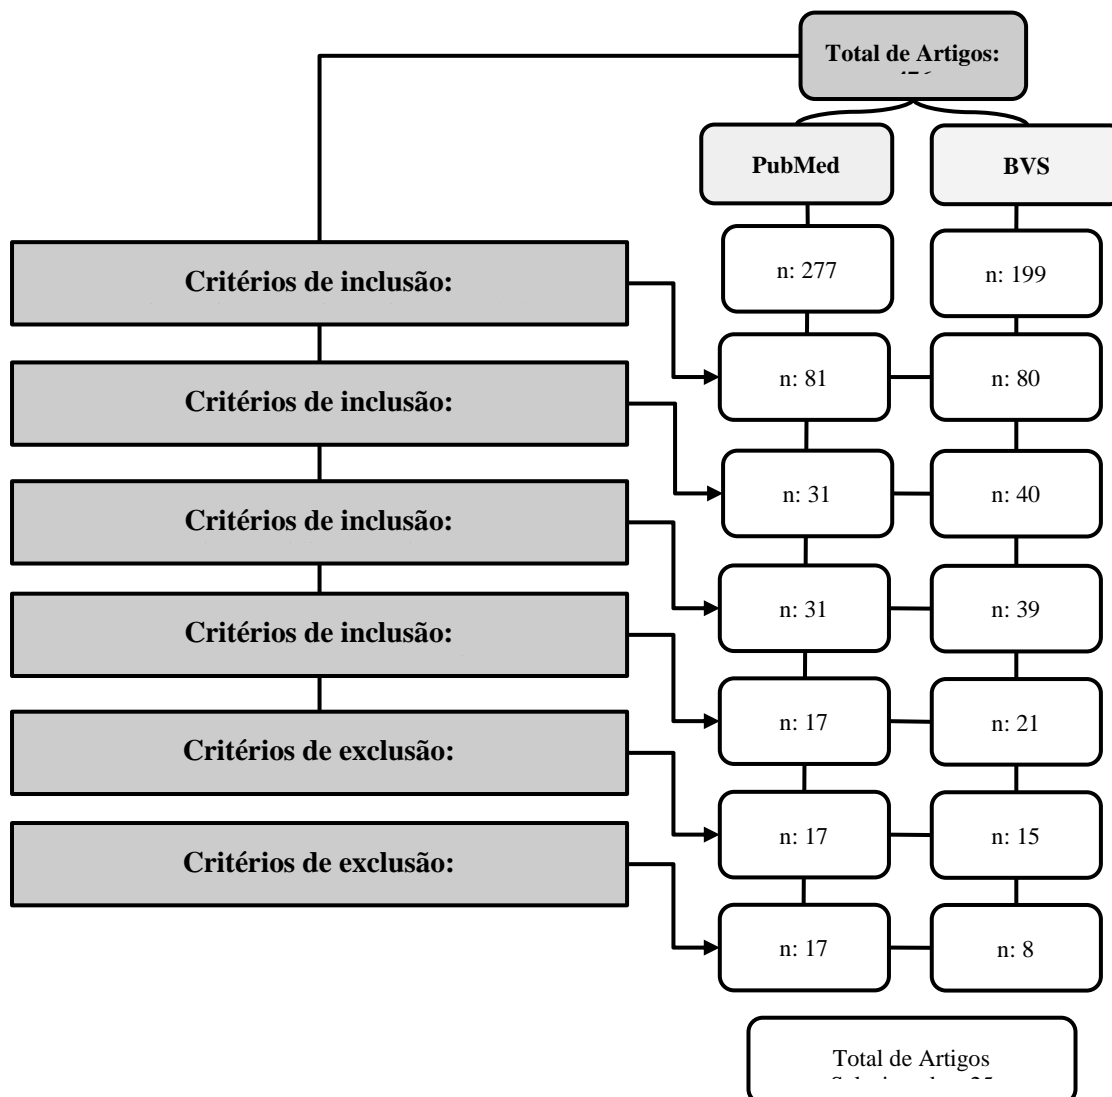 Total de Artigos:
PubMed
BVS
n: 277
n: 199
Critérios de inclusão:
n: 81
n: 80
Critérios de inclusão:
n: 31
n: 40
Critérios de inclusão:
n: 31
n: 39
Critérios de inclusão:
n: 17
n: 21
Critérios de exclusão:
n: 17
n: 15
Critérios de exclusão:
n: 17
n: 8
Total de Artigos